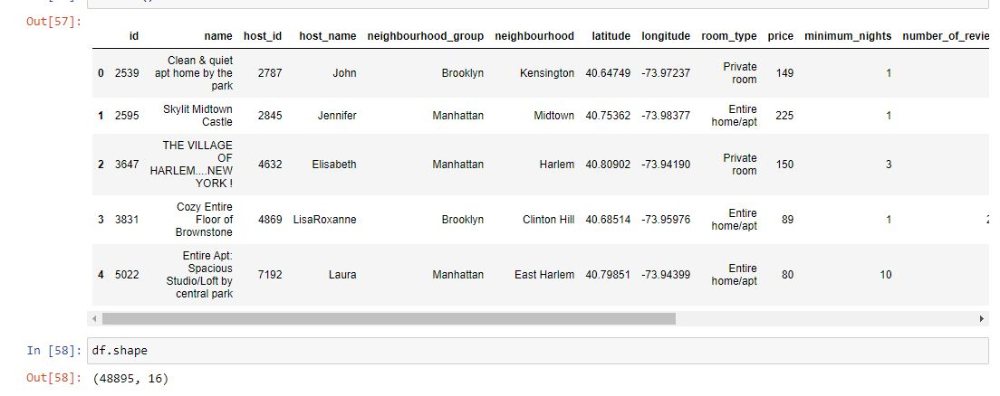 Out[57]:
id name host_id host_name neighbourhood_group neighbourhood latitude longitude room_type price minimum_nights number_of_revie
Clean & quiet
0 2539 apt home by the 2787 John Brooklyn Kensington 40.64749 -73.97237 Private room 149 1
park
1 2595 Skylit Midtown 2845 Jennifer Manhattan Midtown 40.75362 -73.98377 Entire home/apt 225 1
Castle
THE VILLAGE
OF
2 3647 HARLEM....NEW 4632 Elisabeth Manhattan Harlem 40.80902 -73.94190 Private room 150 3
YORK !
Cozy Entire
3 3831 Floor of 4869 LisaRoxanne Brooklyn Clinton Hill 40.68514 -73.95976 Entire home/apt 89 1
Brownstone
Entire Apt:
Spacious
4 5022 Studio/Loft by 7192 Laura Manhattan East Harlem 40.79851 -73.94399 Entire home/apt 80 10
central park
In [58]: df.shape
Out[58]: (48895, 16)